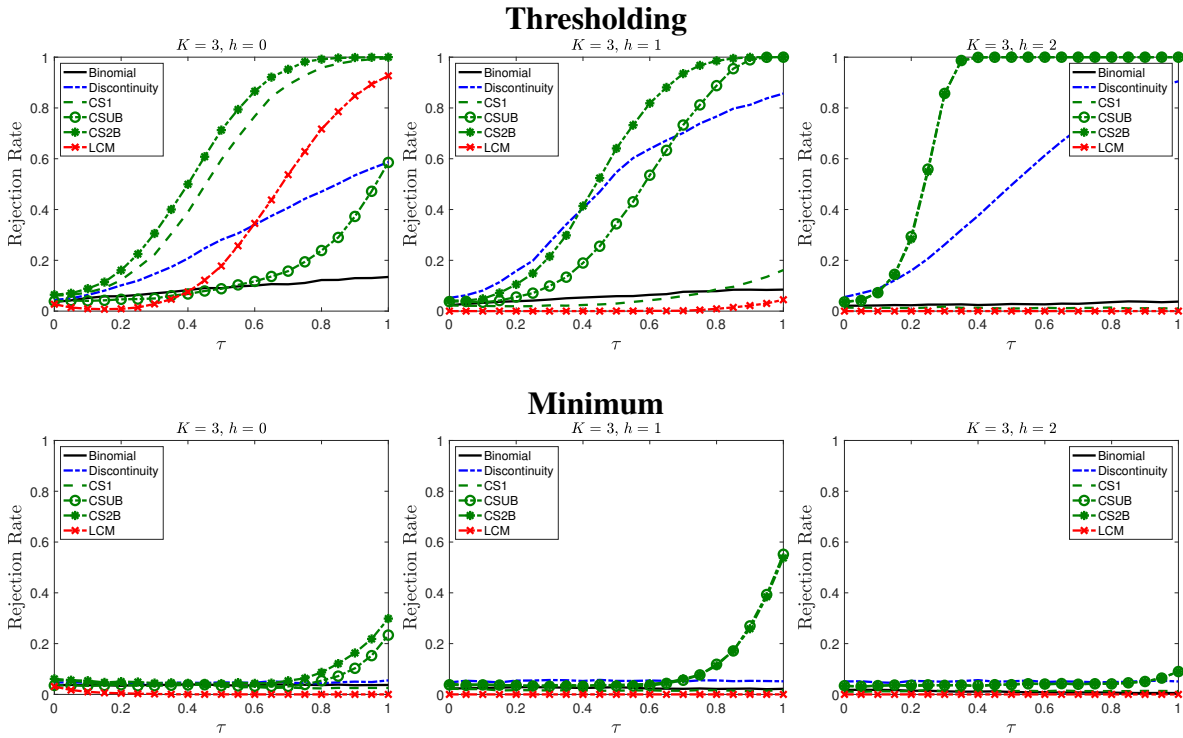 Thresholding
K = 3, h = 0
Rejection Rate
1
0.8
0.6
0.4
0.2
0
Binomial
Discontinuity
CS1
CSUB
CS2B
LCM
0 0.2 0.4 0.6 0.8 1
τ
K = 3, h = 1
Rejection Rate
1
0.8
0.6
0.4
0.2
0
Binomial
Discontinuity
CS1
CSUB
CS2B
LCM
0 0.2 0.4 0.6 0.8 1
τ
K = 3, h = 2
Rejection Rate
1
0.8
0.6
0.4
0.2
0
Binomial
Discontinuity
CS1
CSUB
CS2B
LCM
0 0.2 0.4 0.6 0.8 1
τ
Minimum
K = 3, h = 0
Rejection Rate
1
0.8
0.6
0.4
0.2
0
Binomial
Discontinuity
CS1
CSUB
CS2B
LCM
0 0.2 0.4 0.6 0.8 1
τ
K = 3, h = 1
Rejection Rate
1
0.8
0.6
0.4
0.2
0
Binomial
Discontinuity
CS1
CSUB
CS2B
LCM
0 0.2 0.4 0.6 0.8 1
τ
K = 3, h = 2
Rejection Rate
1
0.8
0.6
0.4
0.2
0
Binomial
Discontinuity
CS1
CSUB
CS2B
LCM
0 0.2 0.4 0.6 0.8 1
τ